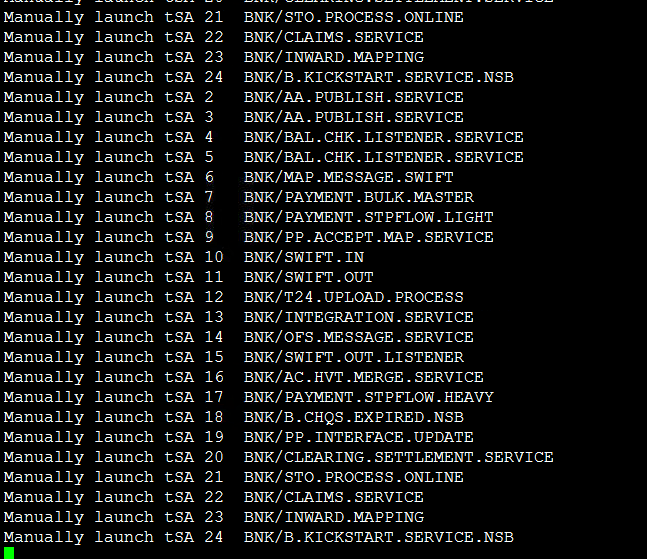 Manually launch tSA 20  BNK/CLEARING.SETTLEMENT.SERVICE
Manually launch tSA 21  BNK/STO.PROCESS.ONLINE
Manually launch tSA 22  BNK/CLAIMS.SERVICE
Manually launch tSA 23  BNK/INWARD.MAPPING
Manually launch tSA 24  BNK/B.KICKSTART.SERVICE.NSB
Manually launch tSA 2   BNK/AA.PUBLISH.SERVICE
Manually launch tSA 3   BNK/AA.PUBLISH.SERVICE
Manually launch tSA 4   BNK/BAL.CHK.LISTENER.SERVICE
Manually launch tSA 5   BNK/BAL.CHK.LISTENER.SERVICE
Manually launch tSA 6   BNK/MAP.MESSAGE.SWIFT
Manually launch tSA 7   BNK/PAYMENT.BULK.MASTER
Manually launch tSA 8   BNK/PAYMENT.STPFLOW.LIGHT
Manually launch tSA 9   BNK/PP.ACCEPT.MAP.SERVICE
Manually launch tSA 10  BNK/SWIFT.IN
Manually launch tSA 11  BNK/SWIFT.OUT
Manually launch tSA 12  BNK/T24.UPLOAD.PROCESS
Manually launch tSA 13  BNK/INTEGRATION.SERVICE
Manually launch tSA 14  BNK/OFS.MESSAGE.SERVICE
Manually launch tSA 15  BNK/SWIFT.OUT.LISTENER
Manually launch tSA 16  BNK/AC.HVT.MERGE.SERVICE
Manually launch tSA 17  BNK/PAYMENT.STPFLOW.HEAVY
Manually launch tSA 18  BNK/B.CHQS.EXPIRED.NSB
Manually launch tSA 19  BNK/PP.INTERFACE.UPDATE
Manually launch tSA 20  BNK/CLEARING.SETTLEMENT.SERVICE
Manually launch tSA 21  BNK/STO.PROCESS.ONLINE
Manually launch tSA 22  BNK/CLAIMS.SERVICE
Manually launch tSA 23  BNK/INWARD.MAPPING
Manually launch tSA 24  BNK/B.KICKSTART.SERVICE.NSB